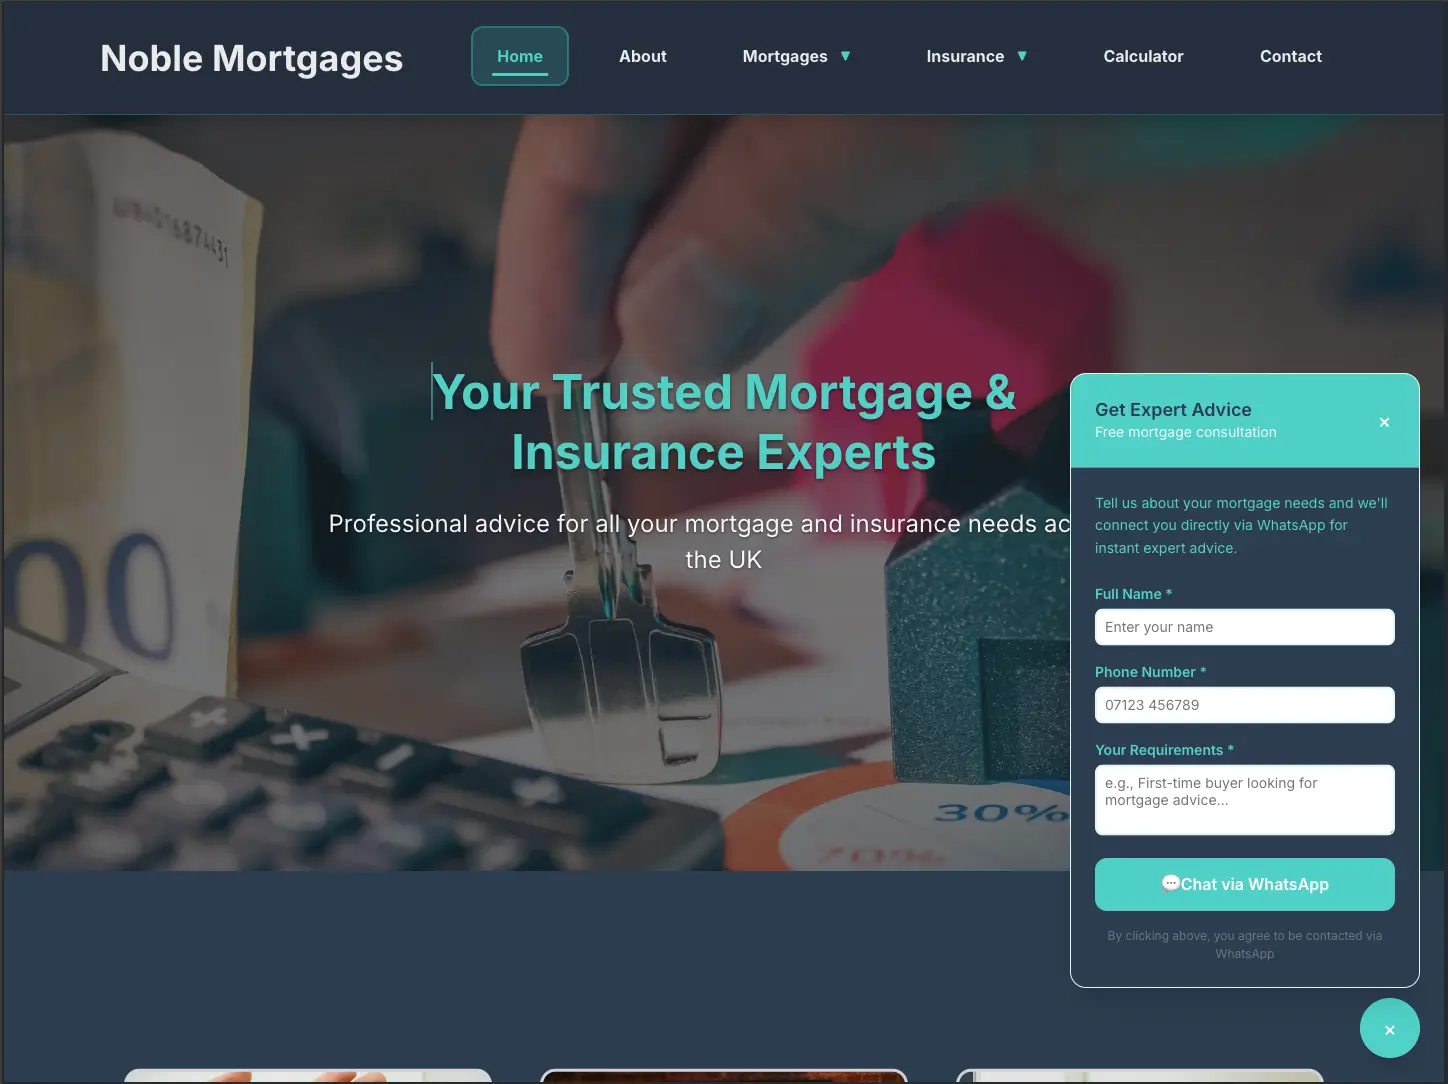 Noble Mortgages
Home
About
Mortgages ▼
Insurance ▼
Calculator
Contact
Your Trusted Mortgage &
Insurance Experts
Professional advice for all your mortgage and insurance needs ac
the UK
30%
Get Expert Advice
Free mortgage consultation
×
Tell us about your mortgage needs and we'll
connect you directly via WhatsApp for
instant expert advice.
Full Name *
Enter your name
Phone Number *
07123 456789
Your Requirements *
e.g., First-time buyer looking for
mortgage advice...
💬Chat via WhatsApp
By clicking above, you agree to be contacted via
WhatsApp
×